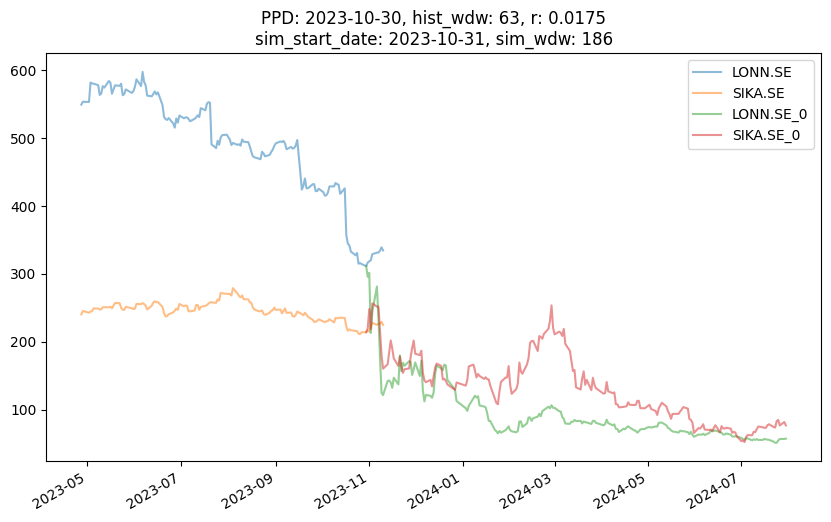 PPD: 2023-10-30, hist_wdw: 63, r: 0.0175
sim_start_date: 2023-10-31, sim_wdw: 186
LONN.SE
SIKA.SE
LONN.SE_0
SIKA.SE_0
600
500
400
300
200
100
2023-05
2023-07
2023-09
2023-11
2024-01
2024-03
2024-05
2024-07